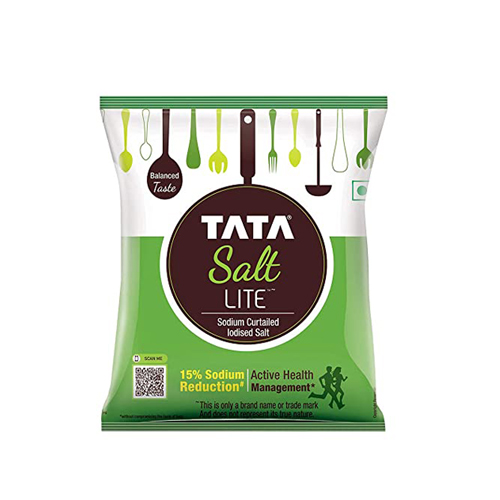 Balanced
Taste
TATA®
Salt
LITE™
Sodium Curtailed
Iodised Salt
SCAN ME
15% Sodium
Reduction#
Active Health
Management*
This is only a brand name or trade mark
And does not represent its true nature.